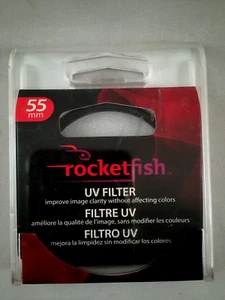 55
mm
rocketfish™
UV FILTER
improve image clarity without affecting colors
FILTRE UV
améliore la qualité de l'image, sans modifier les couleurs
FILTRO UV
mejora la limpidez sin modificar los colores